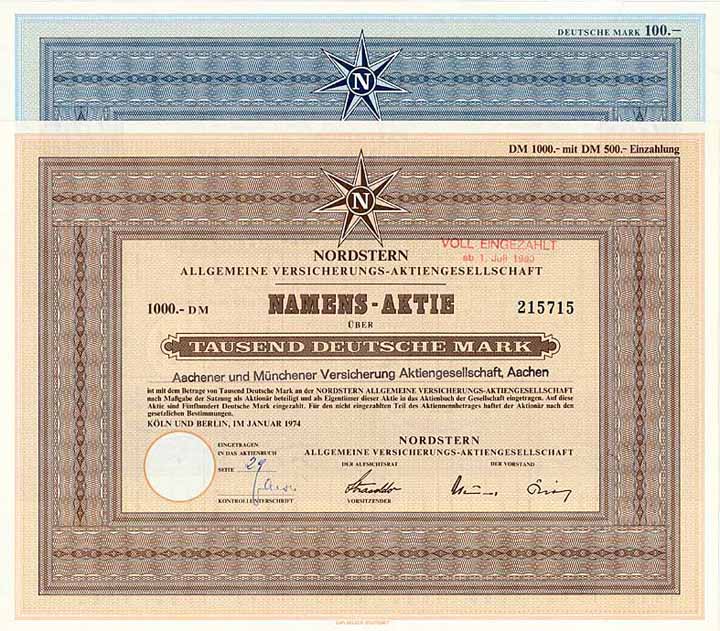 DEUTSCHE MARK 100.–
N
DM 1000.– mit DM 500.– Einzahlung
N
VOLL EINGEZAHLT
ab 1. Juli 1980
NORDSTERN
ALLGEMEINE VERSICHERUNGS-AKTIENGESELLSCHAFT
1000.– DM NAMENS-AKTIE 215715
ÜBER
TAUSEND DEUTSCHE MARK
Aachener und Münchener Versicherung Aktiengesellschaft, Aachen
ist mit dem Betrage von Tausend Deutsche Mark an der NORDSTERN ALLGEMEINE VERSICHERUNGS-AKTIENGESELLSCHAFT
nach Maßgabe der Satzung als Aktionär beteiligt und als Eigentümer dieser Aktie in das Aktienbuch der Gesellschaft eingetragen. Auf diese
Aktie sind Fünfhundert Deutsche Mark eingezahlt. Für den nicht eingezahlten Teil des Aktiennennbetrages haftet der Aktionär nach den
gesetzlichen Bestimmungen.
KÖLN UND BERLIN, IM JANUAR 1974
EINGETRAGEN
IN DAS AKTIENBUCH
SEITE 29
KONTROLLUNTERSCHRIFT
NORDSTERN
ALLGEMEINE VERSICHERUNGS-AKTIENGESELLSCHAFT
DER AUFSICHTSRAT DER VORSTAND
VORSITZENDER